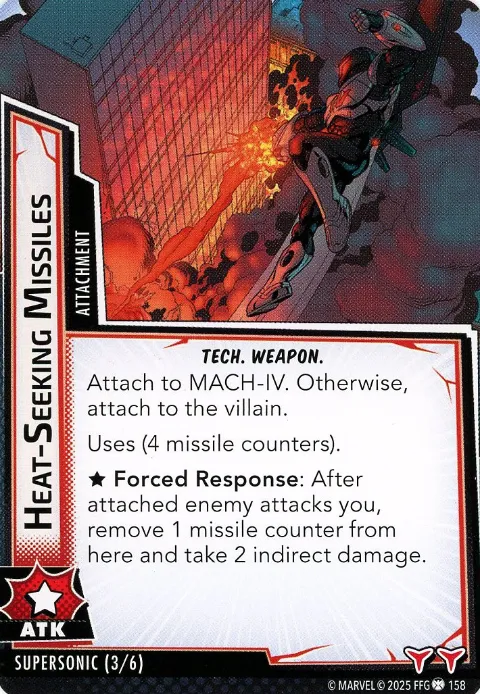 HEAT-SEEKING MISSILES
ATTACHMENT
TECH. WEAPON.
Attach to MACH-IV. Otherwise,
attach to the villain.
Uses (4 missile counters).
★ Forced Response: After
attached enemy attacks you,
remove 1 missile counter from
here and take 2 indirect damage.
ATK
SUPERSONIC (3/6)
© MARVEL © 2025 FFG 158